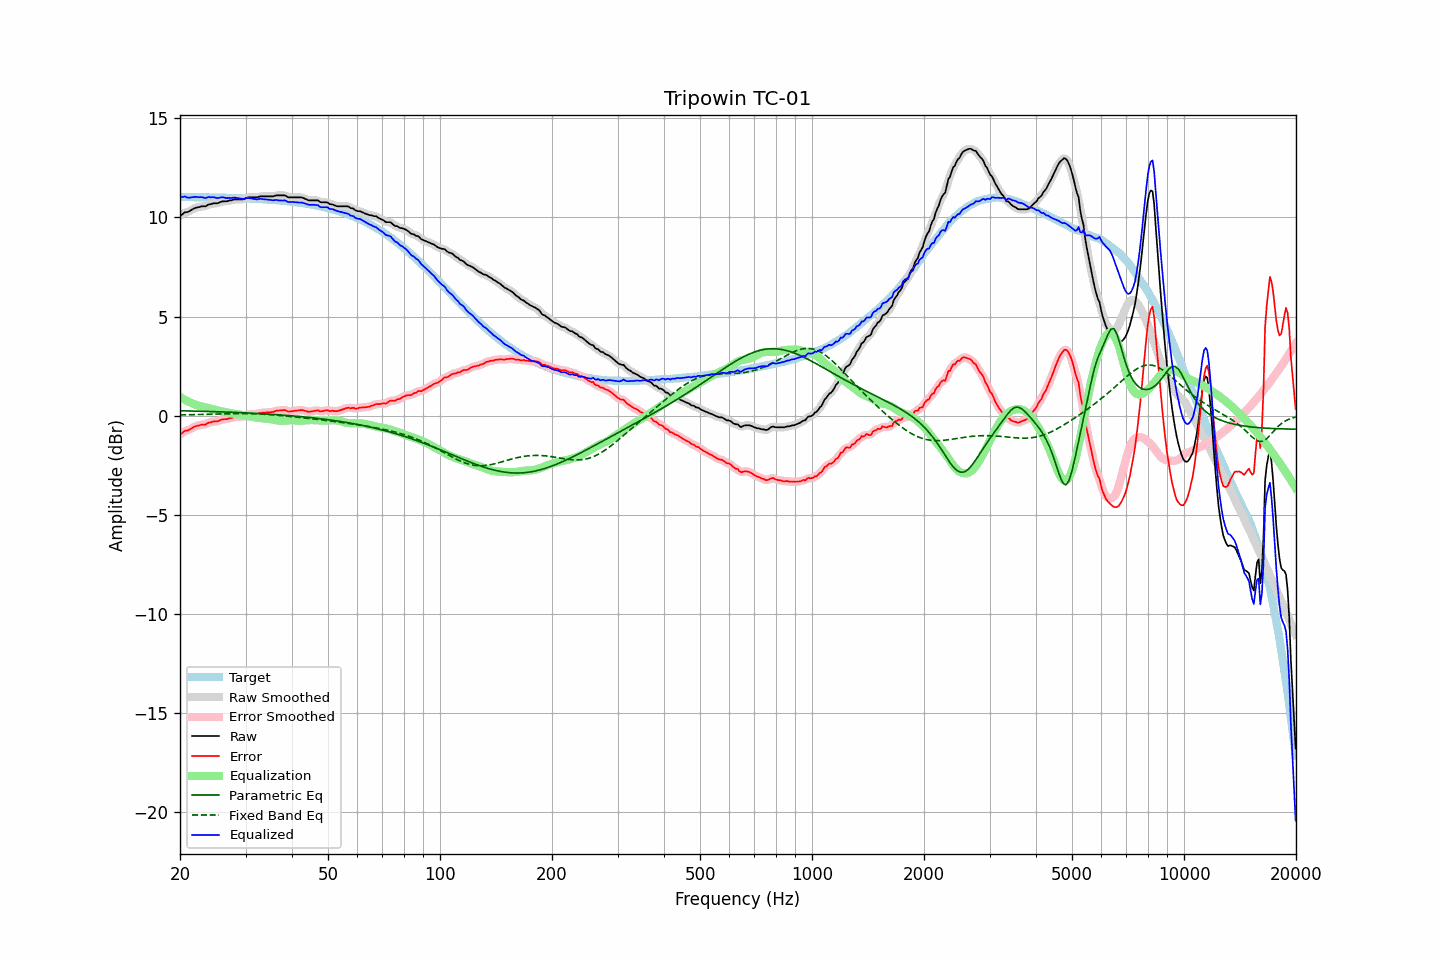 Tripowin TC-01
15
10
5
0
−5
−10
−15
−20
Amplitude (dBr)
Target
Raw Smoothed
Error Smoothed
Raw
Error
Equalization
Parametric Eq
Fixed Band Eq
Equalized
20 50 100 200 500 1000 2000 5000 10000 20000
Frequency (Hz)